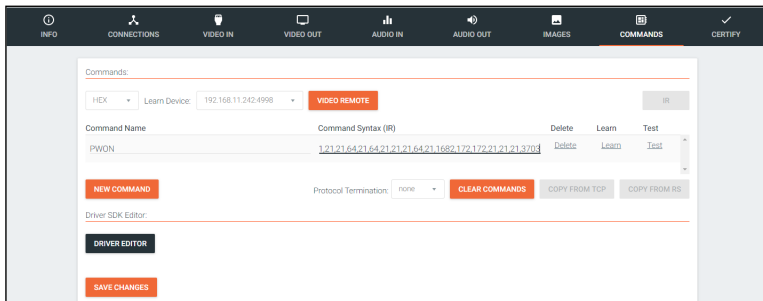 INFO CONNECTIONS VIDEO IN VIDEO OUT AUDIO IN AUDIO OUT IMAGES COMMANDS CERTIFY
Commands:
HEX Learn Device: 192.168.11.242:4998 VIDEO REMOTE IR
Command Name Command Syntax (IR) Delete Learn Test
PWON 1,21,21,64,21,64,21,21,21,64,21,1682,172,172,21,21,21,3703 Delete Learn Test
NEW COMMAND Protocol Termination: none CLEAR COMMANDS COPY FROM TCP COPY FROM RS
Driver SDK Editor:
DRIVER EDITOR
SAVE CHANGES